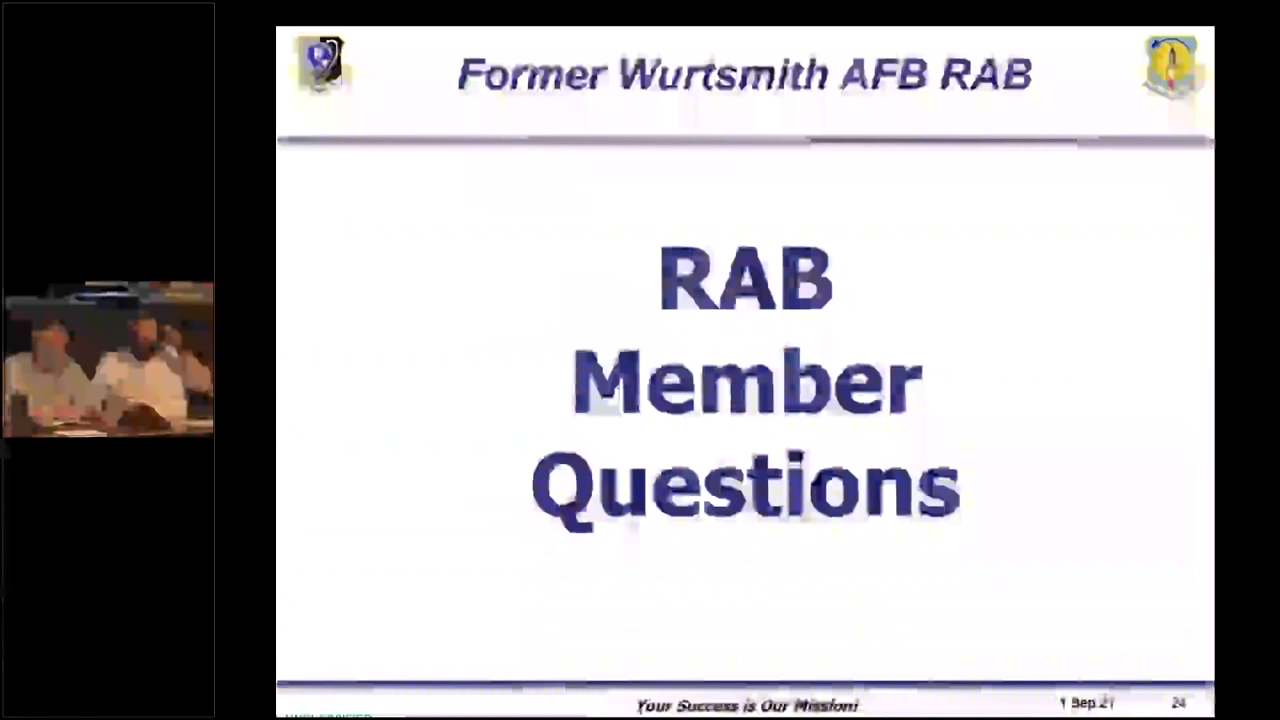 Former Wurtsmith AFB RAB
RAB
Member
Questions
Your Success is Our Mission!
1 Sep 21
24